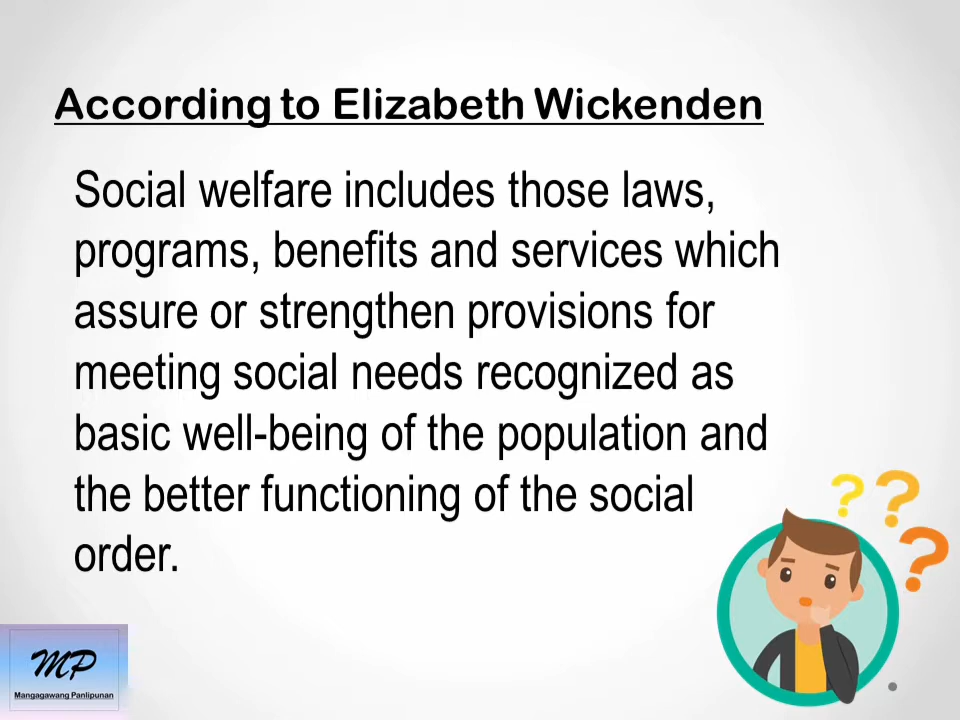 According to Elizabeth Wickenden
Social welfare includes those laws,
programs, benefits and services which
assure or strengthen provisions for
meeting social needs recognized as
basic well-being of the population and
the better functioning of the social
order.
? ? ?
MP
Mangagawang Panlipunan